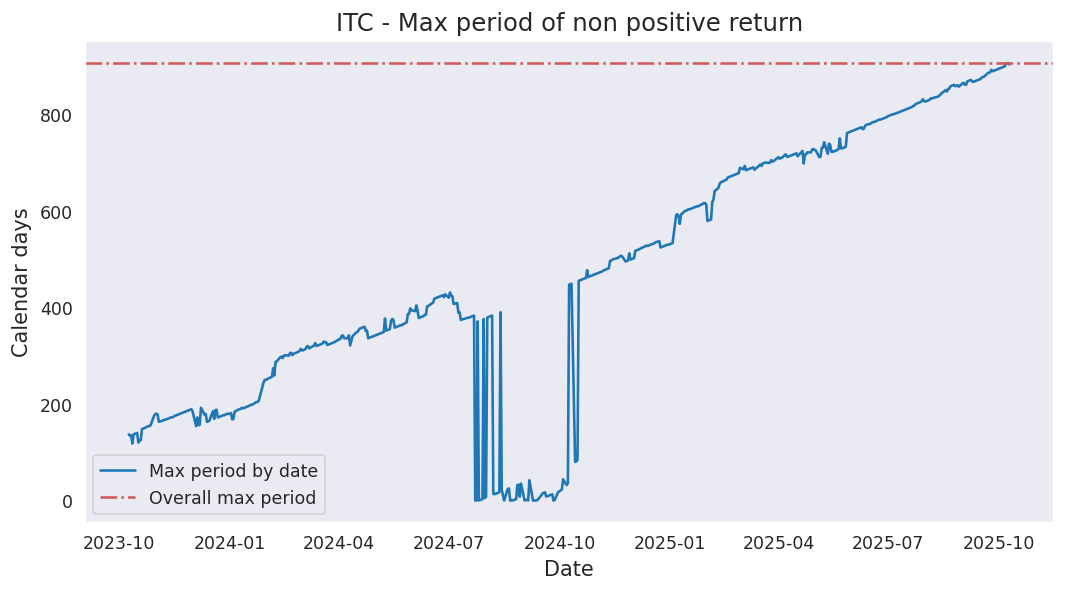 ITC - Max period of non positive return
Calendar days
800
600
400
200
0
Max period by date
Overall max period
2023-10 2024-01 2024-04 2024-07 2024-10 2025-01 2025-04 2025-07 2025-10
Date